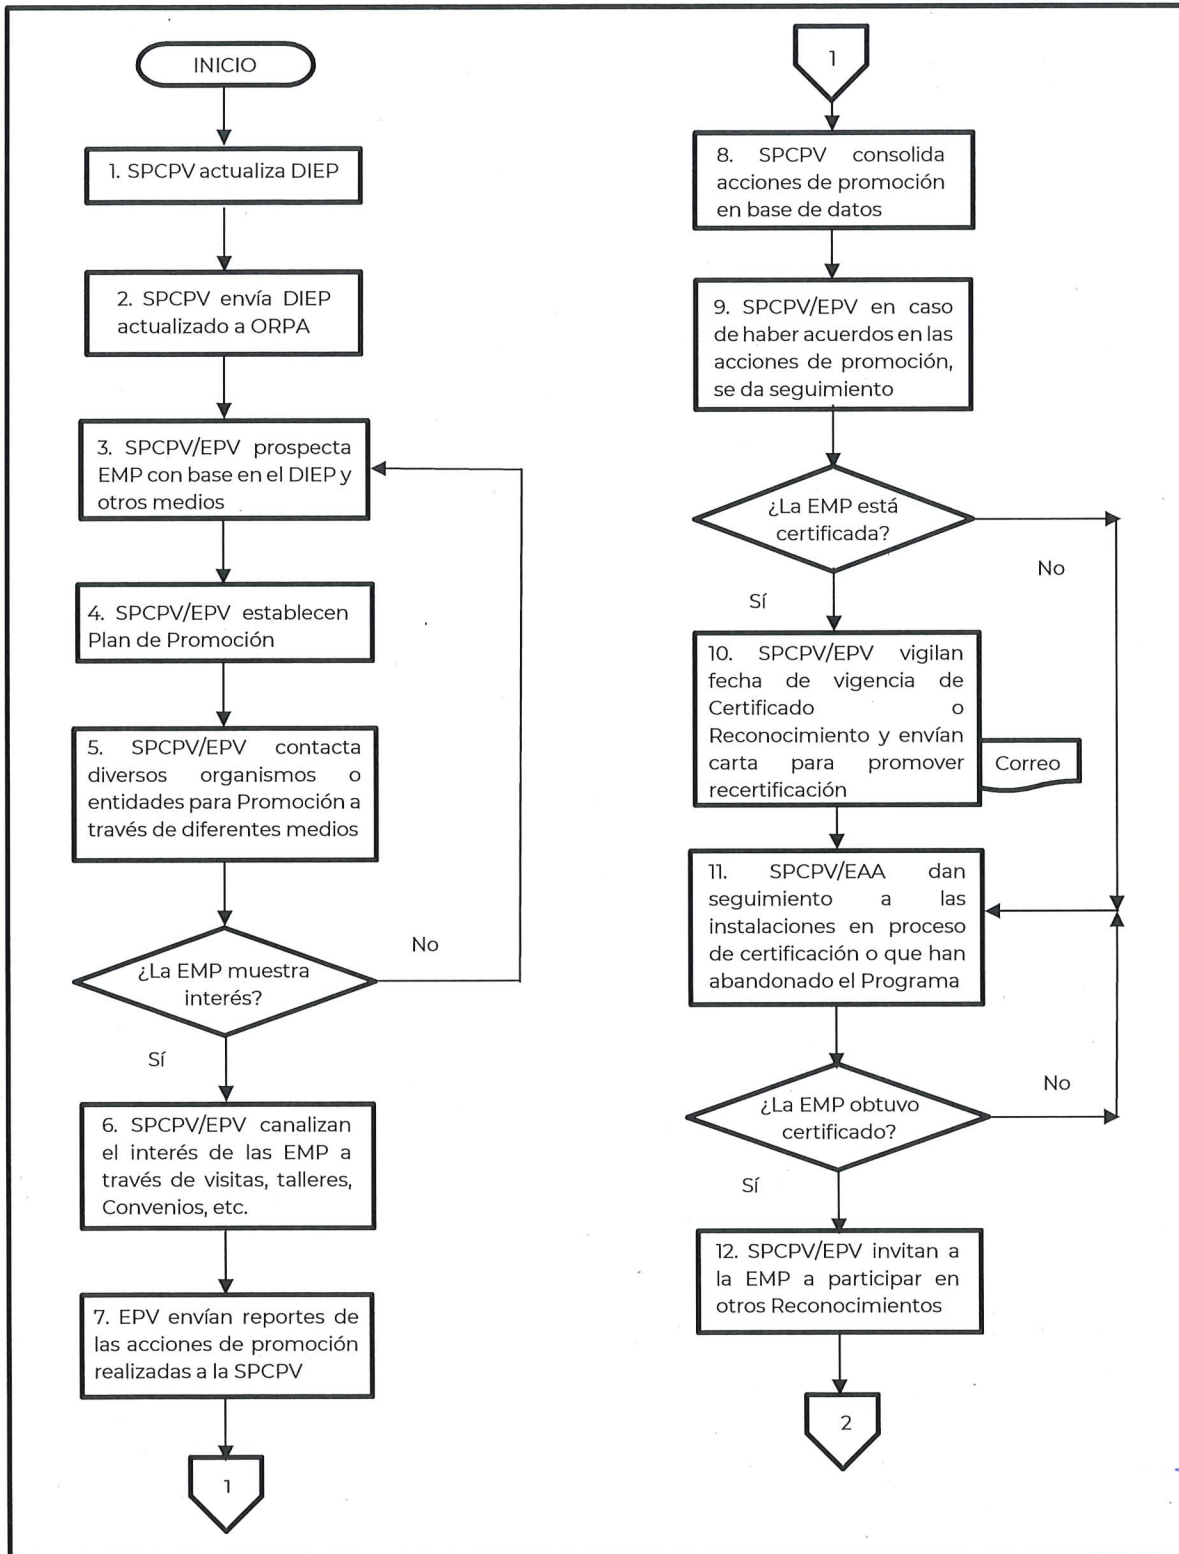 INICIO
1. SPCPV actualiza DIEP
2. SPCPV envía DIEP
actualizado a ORPA
3. SPCPV/EPV prospecta
EMP con base en el DIEP y
otros medios
4. SPCPV/EPV establecen
Plan de Promoción
5. SPCPV/EPV contacta
diversos organismos o
entidades para Promoción a
través de diferentes medios
¿La EMP muestra
interés?
No
Sí
6. SPCPV/EPV canalizan
el interés de las EMP a
través de visitas, talleres,
Convenios, etc.
7. EPV envían reportes de
las acciones de promoción
realizadas a la SPCPV
1
1
8. SPCPV consolida
acciones de promoción
en base de datos
9. SPCPV/EPV en caso
de haber acuerdos en las
acciones de promoción,
se da seguimiento
¿La EMP está
certificada?
No
Sí
10. SPCPV/EPV vigilan
fecha de vigencia de
Certificado o
Reconocimiento y envían
carta para promover
recertificación
Correo
11. SPCPV/EAA dan
seguimiento a las
instalaciones en proceso
de certificación o que han
abandonado el Programa
¿La EMP obtuvo
certificado?
No
Sí
12. SPCPV/EPV invitan a
la EMP a participar en
otros Reconocimientos
2